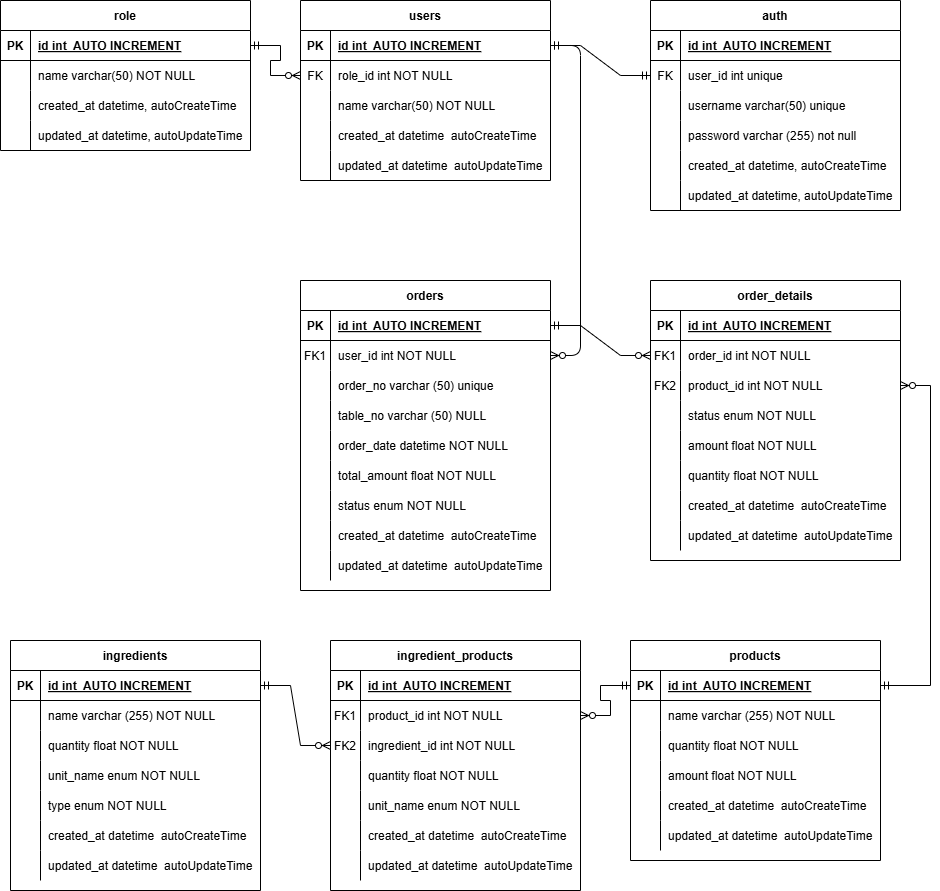 role
PK id int AUTO INCREMENT
name varchar(50) NOT NULL
created_at datetime, autoCreateTime
updated_at datetime, autoUpdateTime
users
PK id int AUTO INCREMENT
FK role_id int NOT NULL
name varchar(50) NOT NULL
created_at datetime autoCreateTime
updated_at datetime autoUpdateTime
auth
PK id int AUTO INCREMENT
FK user_id int unique
username varchar(50) unique
password varchar (255) not null
created_at datetime, autoCreateTime
updated_at datetime, autoUpdateTime
orders
PK id int AUTO INCREMENT
FK1 user_id int NOT NULL
order_no varchar (50) unique
table_no varchar (50) NULL
order_date datetime NOT NULL
total_amount float NOT NULL
status enum NOT NULL
created_at datetime autoCreateTime
updated_at datetime autoUpdateTime
order_details
PK id int AUTO INCREMENT
FK1 order_id int NOT NULL
FK2 product_id int NOT NULL
status enum NOT NULL
amount float NOT NULL
quantity float NOT NULL
created_at datetime autoCreateTime
updated_at datetime autoUpdateTime
ingredients
PK id int AUTO INCREMENT
name varchar (255) NOT NULL
quantity float NOT NULL
unit_name enum NOT NULL
type enum NOT NULL
created_at datetime autoCreateTime
updated_at datetime autoUpdateTime
ingredient_products
PK id int AUTO INCREMENT
FK1 product_id int NOT NULL
FK2 ingredient_id int NOT NULL
quantity float NOT NULL
unit_name enum NOT NULL
created_at datetime autoCreateTime
updated_at datetime autoUpdateTime
products
PK id int AUTO INCREMENT
name varchar (255) NOT NULL
quantity float NOT NULL
amount float NOT NULL
created_at datetime autoCreateTime
updated_at datetime autoUpdateTime